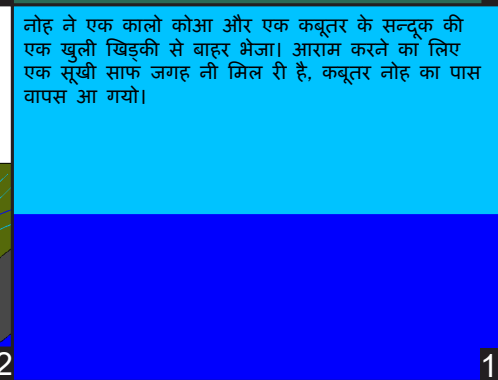 नोह ने एक कालो कोआ और एक कबूतर के सन्दूक की
एक खुली खिड्की से बाहर भेजा। आराम करने का लिए
एक सूखी साफ जगह नी मिल री है, कबूतर नोह का पास
वापस आ गयो।
2
1